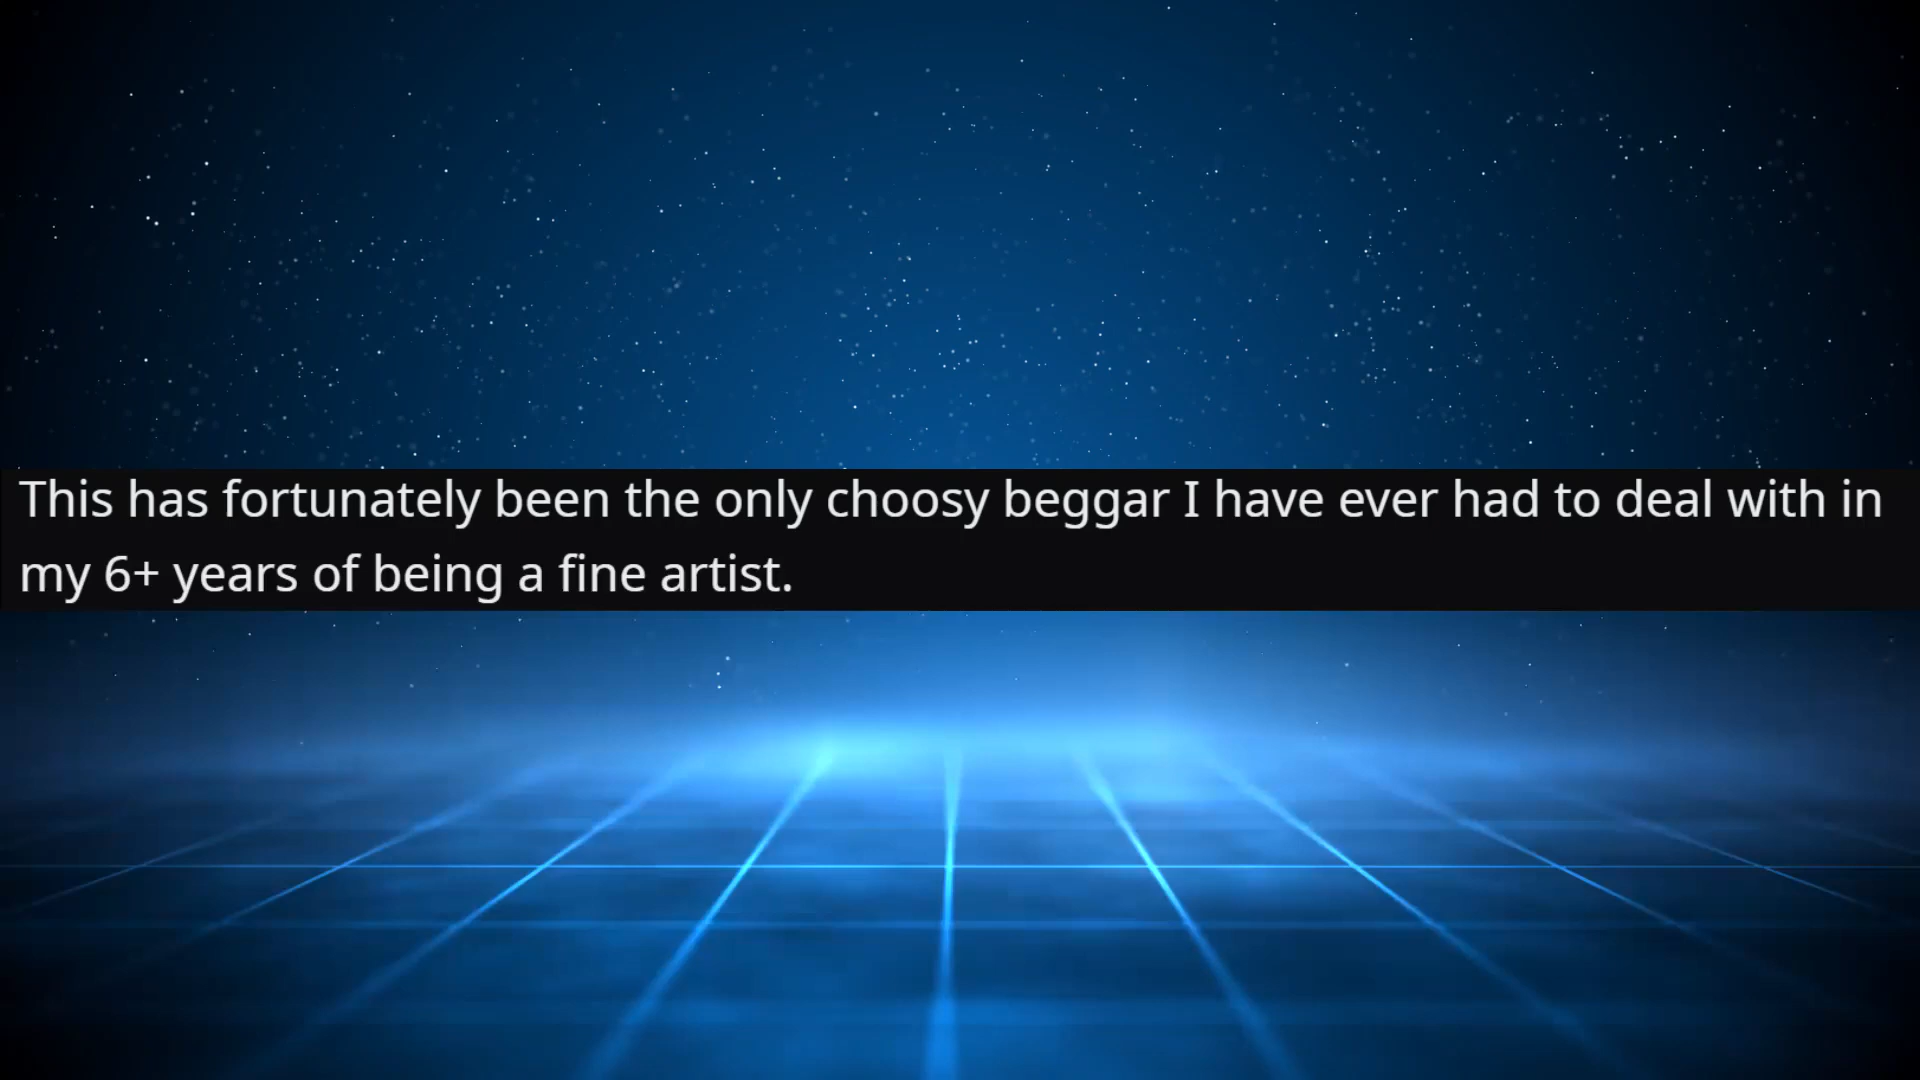 This has fortunately been the only choosy beggar I have ever had to deal with in
my 6+ years of being a fine artist.